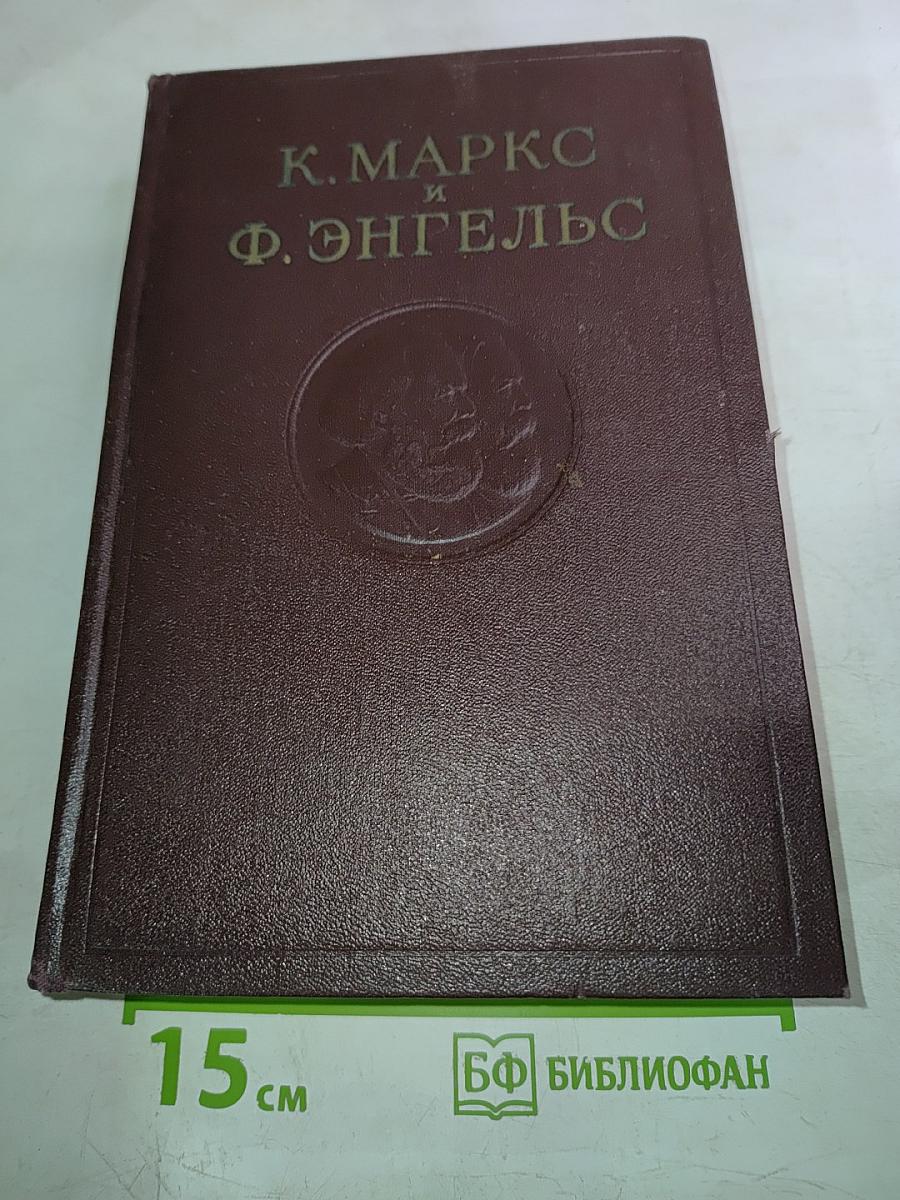 К. МАРКС
и
Ф. ЭНГЕЛЬС
15 см
БФ БИБЛИОФАН